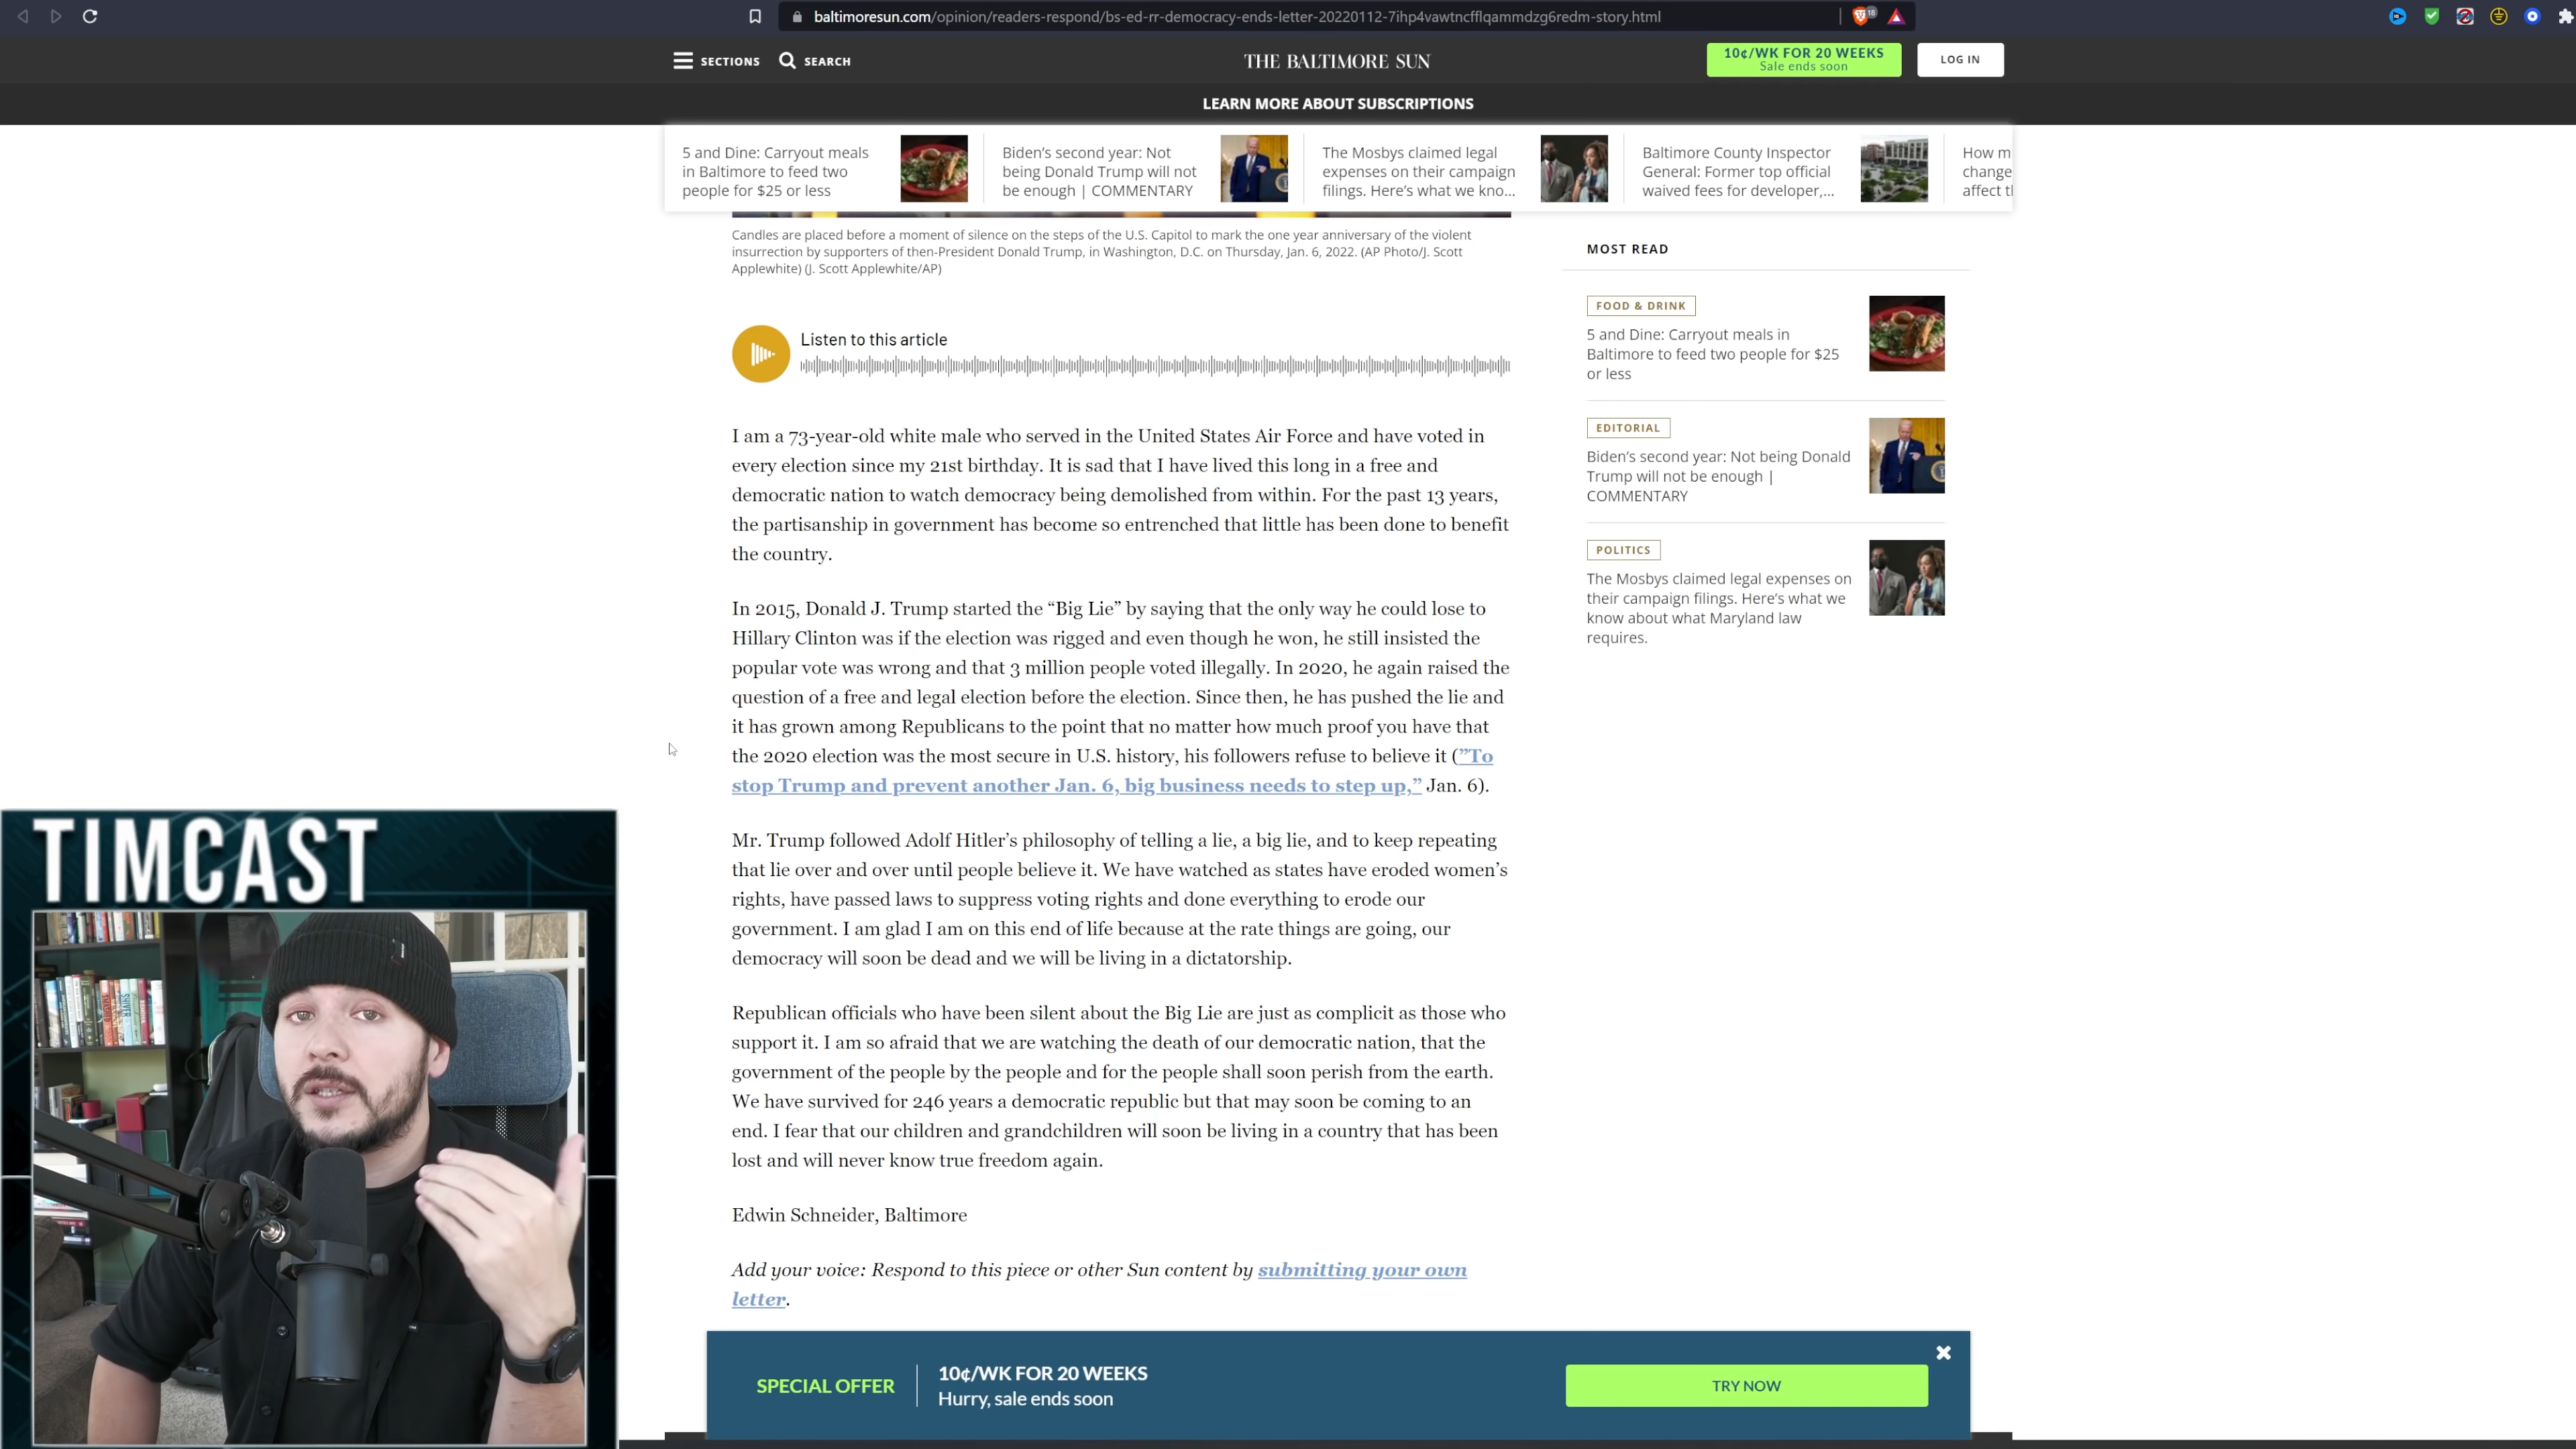 baltimoresun.com/opinion/readers-respond/bs-ed-rr-democracy-ends-letter-20220112-7ihp4vawtncfflqammdzg6redm-story.html
18
SECTIONS
SEARCH
THE BALTIMORE SUN
10¢/WK FOR 20 WEEKS
Sale ends soon
LOG IN
LEARN MORE ABOUT SUBSCRIPTIONS
5 and Dine: Carryout meals
in Baltimore to feed two
people for $25 or less
Biden's second year: Not
being Donald Trump will not
be enough | COMMENTARY
The Mosbys claimed legal
expenses on their campaign
filings. Here's what we kno...
Baltimore County Inspector
General: Former top official
waived fees for developer,...
How m
change
affect t
Candles are placed before a moment of silence on the steps of the U.S. Capitol to mark the one year anniversary of the violent
insurrection by supporters of then-President Donald Trump, in Washington, D.C. on Thursday, Jan. 6, 2022. (AP Photo/J. Scott
Applewhite) (J. Scott Applewhite/AP)
Listen to this article
I am a 73-year-old white male who served in the United States Air Force and have voted in
every election since my 21st birthday. It is sad that I have lived this long in a free and
democratic nation to watch democracy being demolished from within. For the past 13 years,
the partisanship in government has become so entrenched that little has been done to benefit
the country.
In 2015, Donald J. Trump started the “Big Lie” by saying that the only way he could lose to
Hillary Clinton was if the election was rigged and even though he won, he still insisted the
popular vote was wrong and that 3 million people voted illegally. In 2020, he again raised the
question of a free and legal election before the election. Since then, he has pushed the lie and
it has grown among Republicans to the point that no matter how much proof you have that
the 2020 election was the most secure in U.S. history, his followers refuse to believe it (”To
stop Trump and prevent another Jan. 6, big business needs to step up,” Jan. 6).
Mr. Trump followed Adolf Hitler’s philosophy of telling a lie, a big lie, and to keep repeating
that lie over and over until people believe it. We have watched as states have eroded women’s
rights, have passed laws to suppress voting rights and done everything to erode our
government. I am glad I am on this end of life because at the rate things are going, our
democracy will soon be dead and we will be living in a dictatorship.
Republican officials who have been silent about the Big Lie are just as complicit as those who
support it. I am so afraid that we are watching the death of our democratic nation, that the
government of the people by the people and for the people shall soon perish from the earth.
We have survived for 246 years a democratic republic but that may soon be coming to an
end. I fear that our children and grandchildren will soon be living in a country that has been
lost and will never know true freedom again.
Edwin Schneider, Baltimore
Add your voice: Respond to this piece or other Sun content by submitting your own
letter.
MOST READ
FOOD & DRINK
5 and Dine: Carryout meals in
Baltimore to feed two people for $25
or less
EDITORIAL
Biden's second year: Not being Donald
Trump will not be enough |
COMMENTARY
POLITICS
The Mosbys claimed legal expenses on
their campaign filings. Here's what we
know about what Maryland law
requires.
TIMCAST
SPECIAL OFFER
10¢/WK FOR 20 WEEKS
Hurry, sale ends soon
TRY NOW